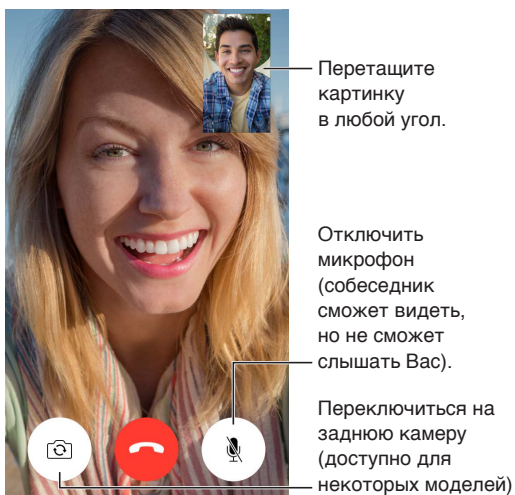 Перетащите
картинку
в любой угол.
Отключить
микрофон
(собеседник
сможет видеть,
но не сможет
слышать Вас).
Переключиться на
заднюю камеру
(доступно для
некоторых моделей)